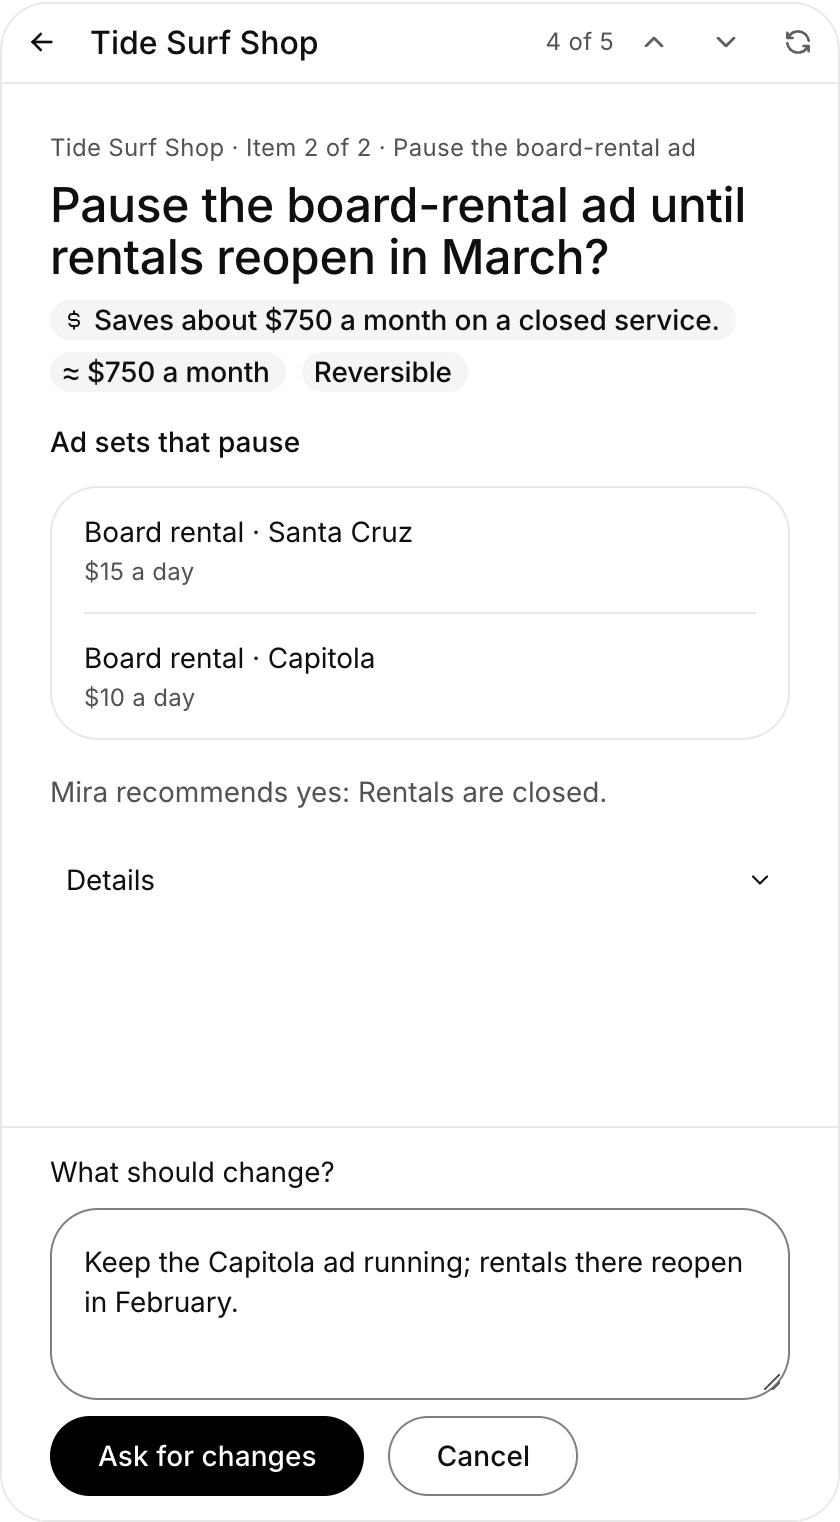 Tide Surf Shop
4 of 5
Tide Surf Shop · Item 2 of 2 · Pause the board-rental ad
Pause the board-rental ad until
rentals reopen in March?
$ Saves about $750 a month on a closed service.
≈ $750 a month
Reversible
Ad sets that pause
Board rental · Santa Cruz
$15 a day
Board rental · Capitola
$10 a day
Mira recommends yes: Rentals are closed.
Details
What should change?
Keep the Capitola ad running; rentals there reopen
in February.
Ask for changes
Cancel